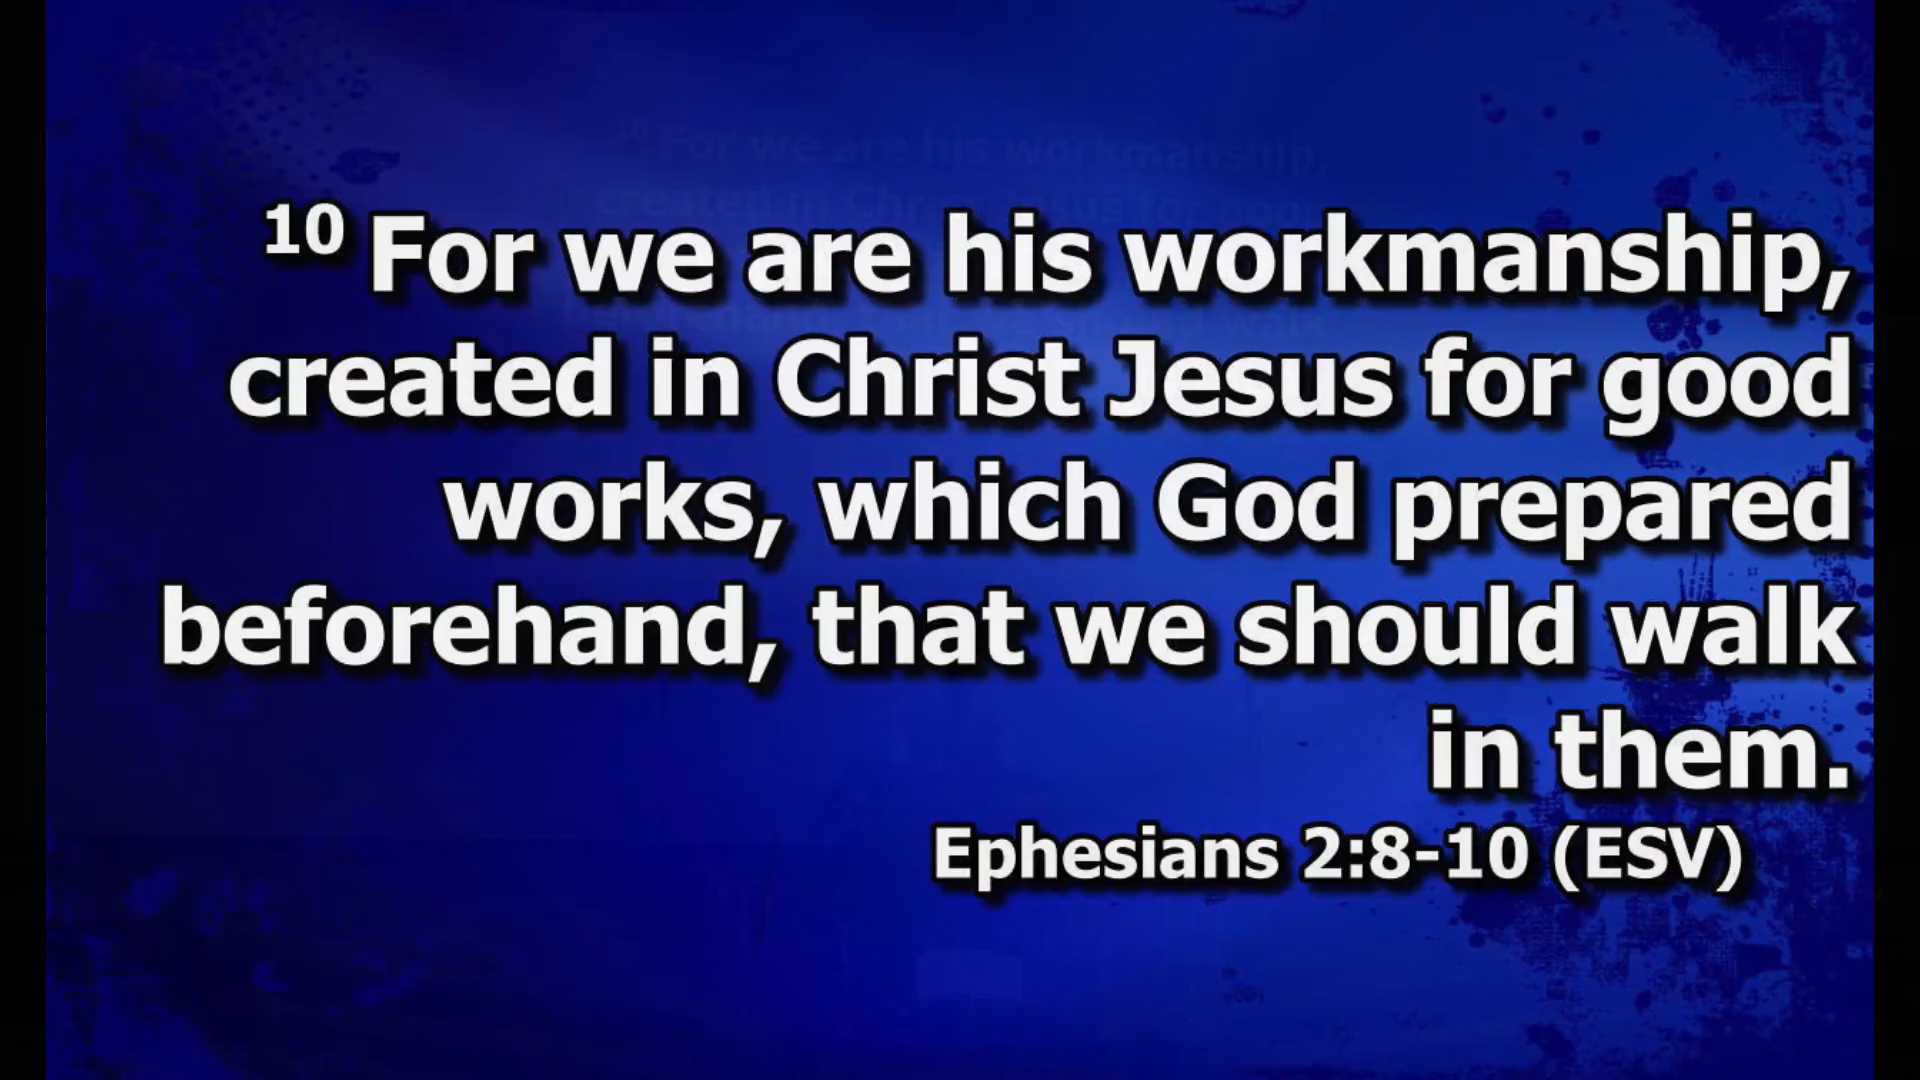 10 For we are his workmanship,
created in Christ Jesus for good
works, which God prepared
beforehand, that we should walk
in them.
Ephesians 2:8-10 (ESV)